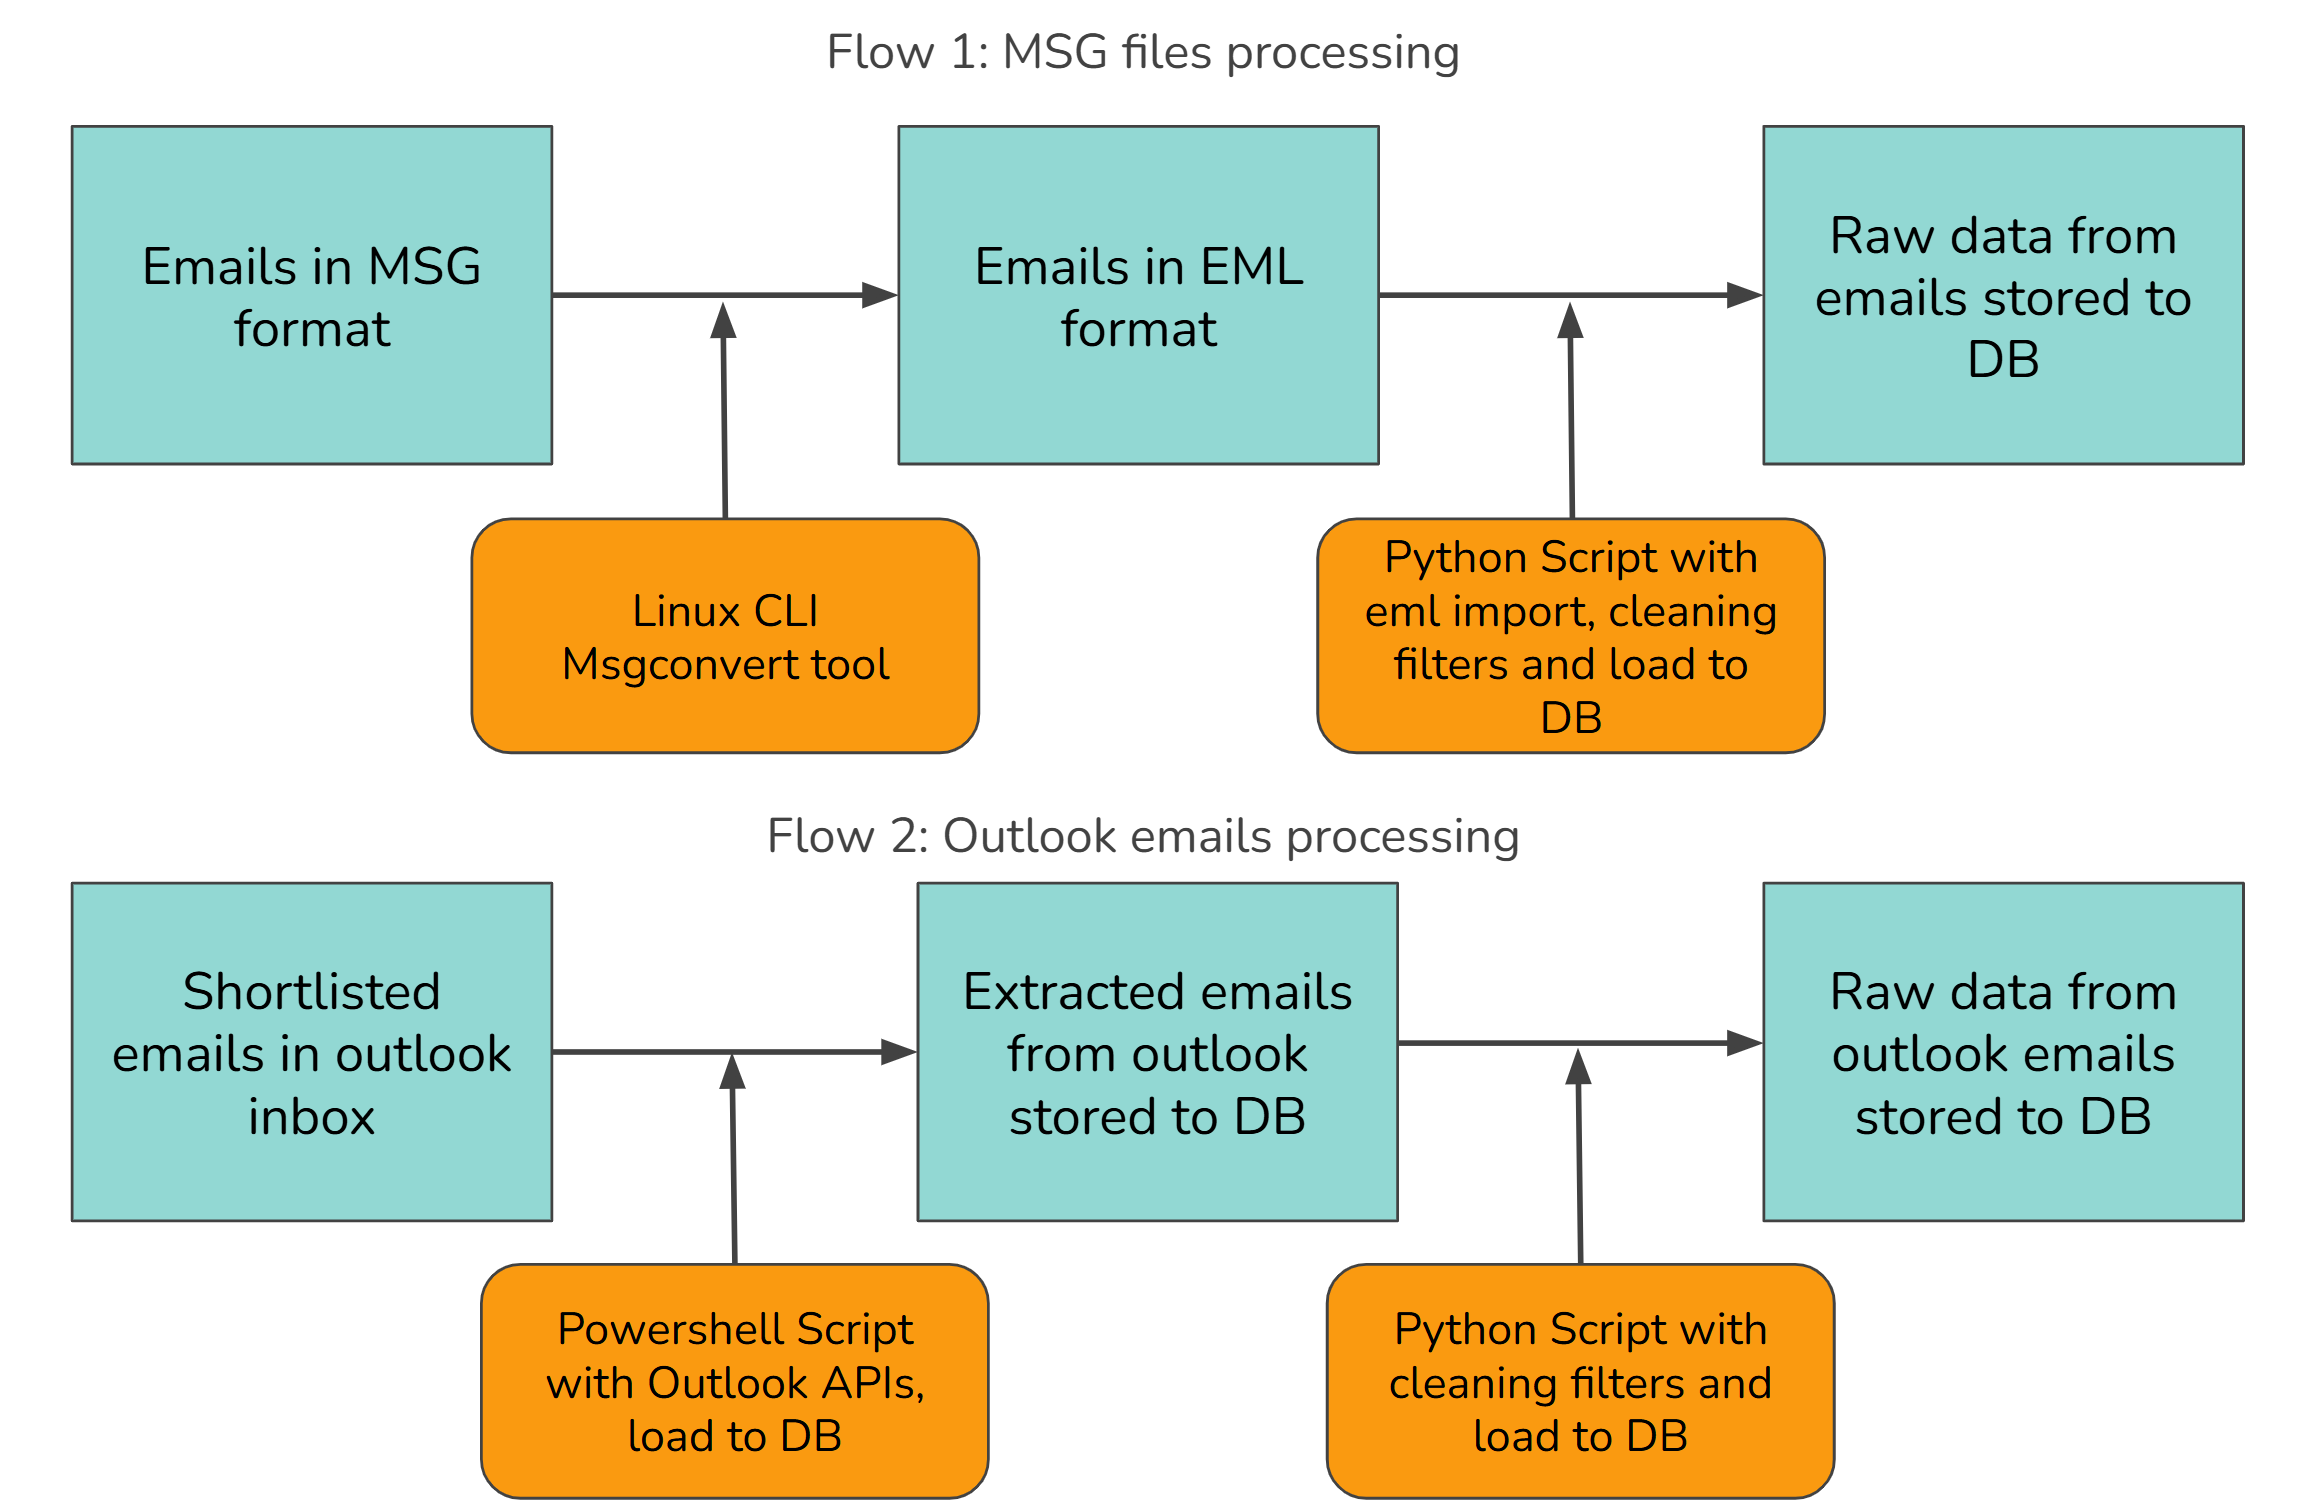 Flow 1: MSG files processing
Emails in MSG
format
Emails in EML
format
Raw data from
emails stored to
DB
Linux CLI
Msgconvert tool
Python Script with
eml import, cleaning
filters and load to
DB
Flow 2: Outlook emails processing
Shortlisted
emails in outlook
inbox
Extracted emails
from outlook
stored to DB
Raw data from
outlook emails
stored to DB
Powershell Script
with Outlook APIs,
load to DB
Python Script with
cleaning filters and
load to DB